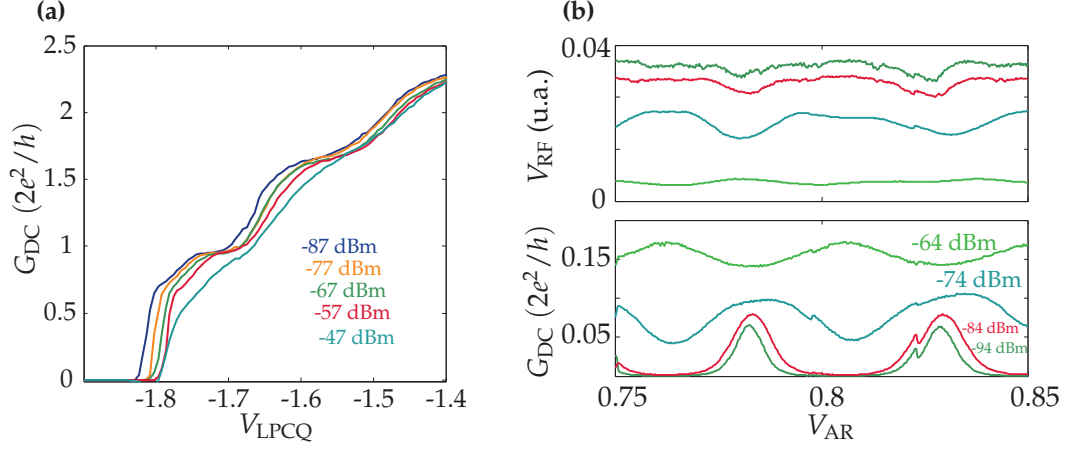 (a)
2.5
2
1.5
1
0.5
0
G_DC (2e²/h)
-87 dBm
-77 dBm
-67 dBm
-57 dBm
-47 dBm
-1.8
-1.7
-1.6
-1.5
-1.4
V_LPCQ
(b)
0.04
0
V_RF (u.a.)
0.15
0.05
G_DC (2e²/h)
-64 dBm
-74 dBm
-84 dBm
-94 dBm
0.75
0.8
0.85
V_AR